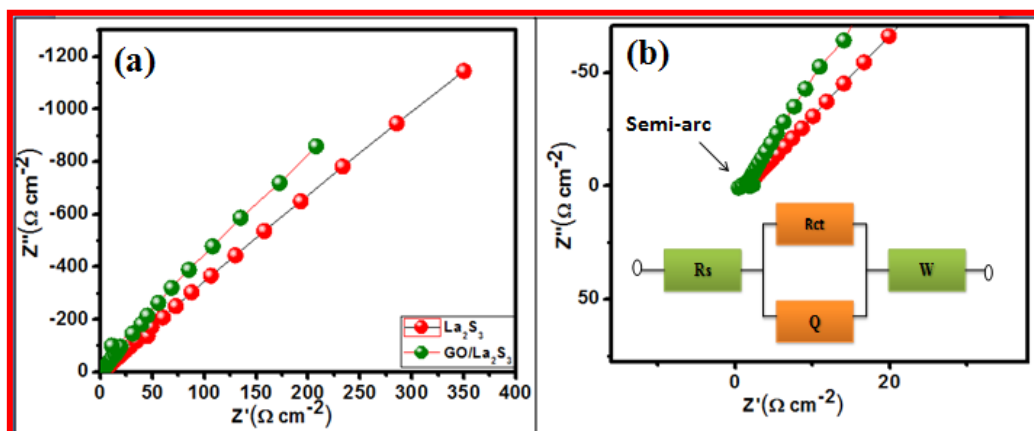 (a)
-1200
-1000
-800
-600
-400
-200
0
Z"(Ω cm⁻²)
0 50 100 150 200 250 300 350 400
Z'(Ω cm⁻²)
La₂S₃
GO/La₂S₃
(b)
-50
0
50
Z"(Ω cm⁻²)
Semi-arc
Rct
Rs
W
Q
0 20
Z'(Ω cm⁻²)